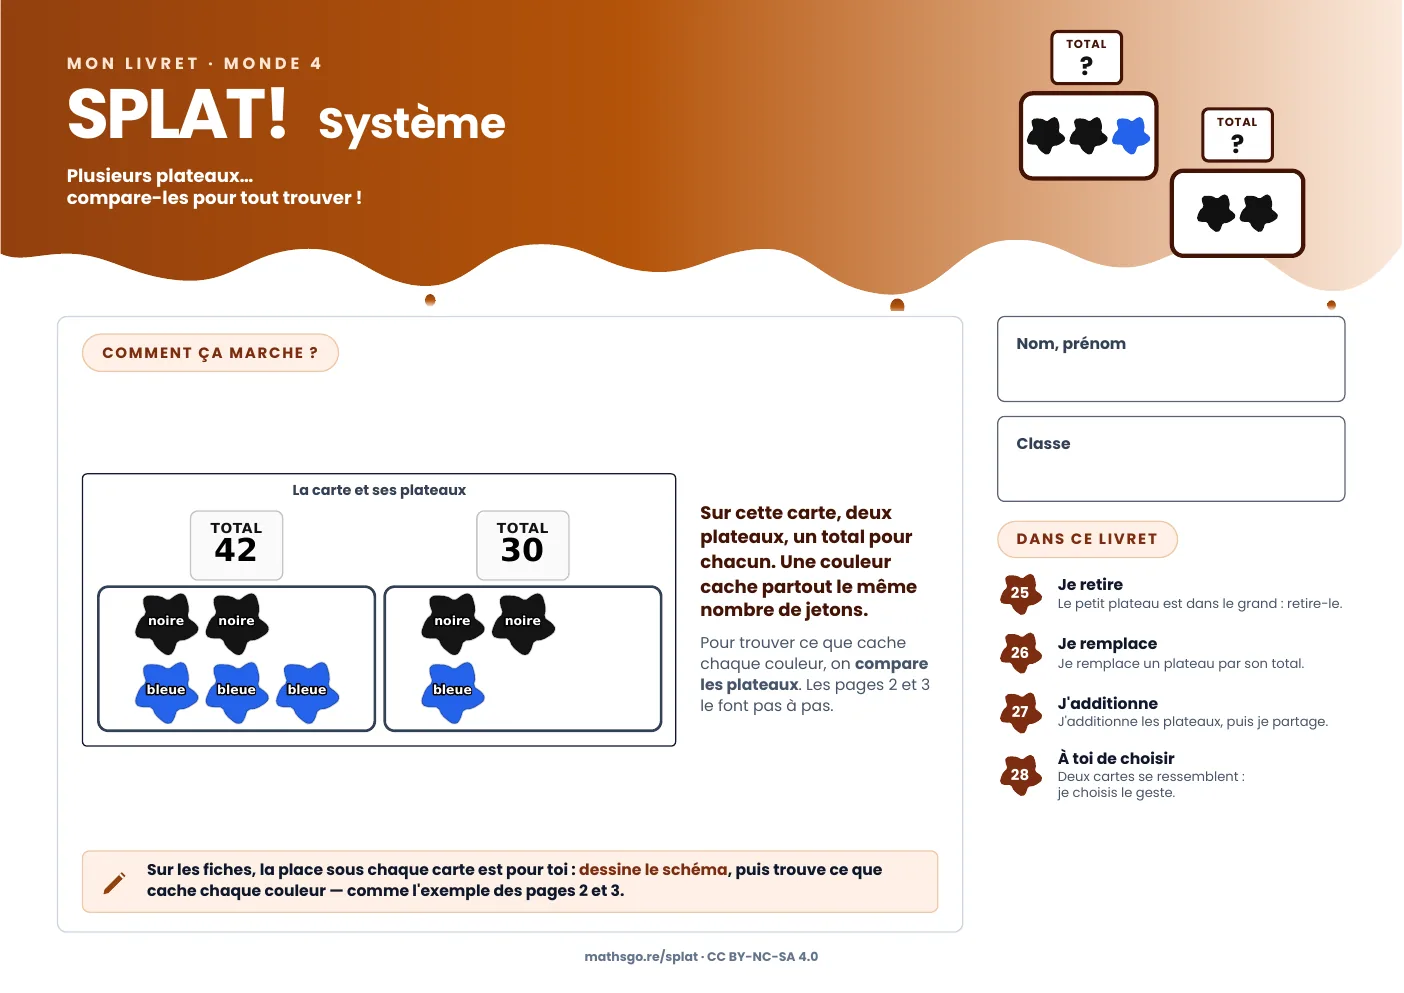 MON LIVRET · MONDE 4
SPLAT! Système
Plusieurs plateaux...
compare-les pour tout trouver !
TOTAL
?
TOTAL
?
COMMENT ÇA MARCHE ?
La carte et ses plateaux
TOTAL
42
noire noire
bleue bleue bleue
TOTAL
30
noire noire
bleue
Sur cette carte, deux
plateaux, un total pour
chacun. Une couleur
cache partout le même
nombre de jetons.
Pour trouver ce que cache
chaque couleur, on compare
les plateaux. Les pages 2 et 3
le font pas à pas.
Sur les fiches, la place sous chaque carte est pour toi : dessine le schéma, puis trouve ce que
cache chaque couleur — comme l'exemple des pages 2 et 3.
Nom, prénom
Classe
DANS CE LIVRET
25 Je retire
Le petit plateau est dans le grand : retire-le.
26 Je remplace
Je remplace un plateau par son total.
27 J'additionne
J'additionne les plateaux, puis je partage.
28 À toi de choisir
Deux cartes se ressemblent :
je choisis le geste.
mathsgo.re/splat · CC BY-NC-SA 4.0